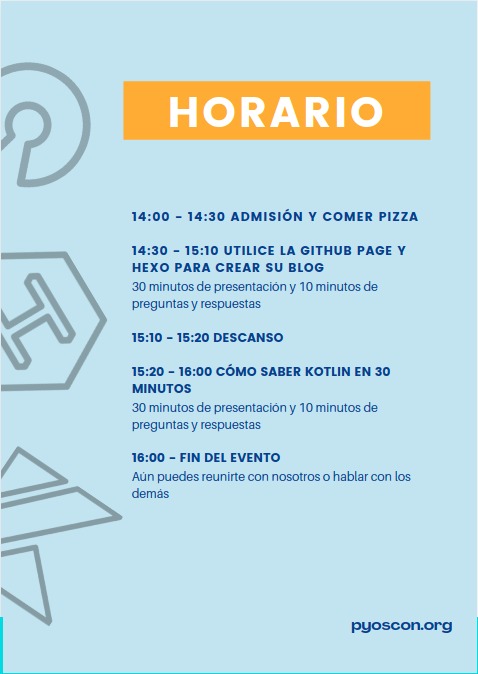 HORARIO
14:00 - 14:30 ADMISIÓN Y COMER PIZZA
14:30 - 15:10 UTILICE LA GITHUB PAGE Y
HEXO PARA CREAR SU BLOG
30 minutos de presentación y 10 minutos de
preguntas y respuestas
15:10 - 15:20 DESCANSO
15:20 - 16:00 CÓMO SABER KOTLIN EN 30
MINUTOS
30 minutos de presentación y 10 minutos de
preguntas y respuestas
16:00 - FIN DEL EVENTO
Aún puedes reunirte con nosotros o hablar con los
demás
pyoscon.org